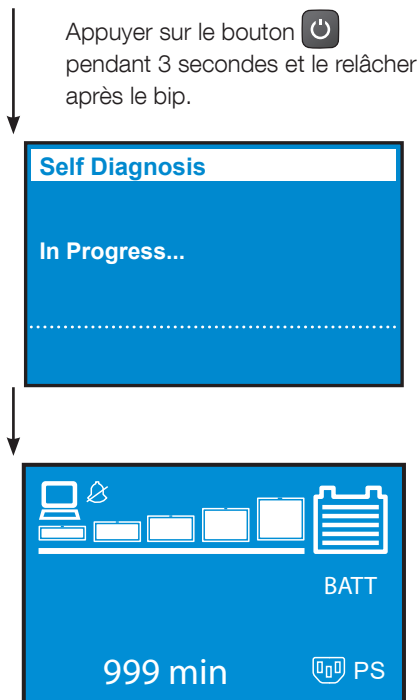 Appuyer sur le bouton
pendant 3 secondes et le relâcher
après le bip.
Self Diagnosis
In Progress...
BATT
999 min
PS